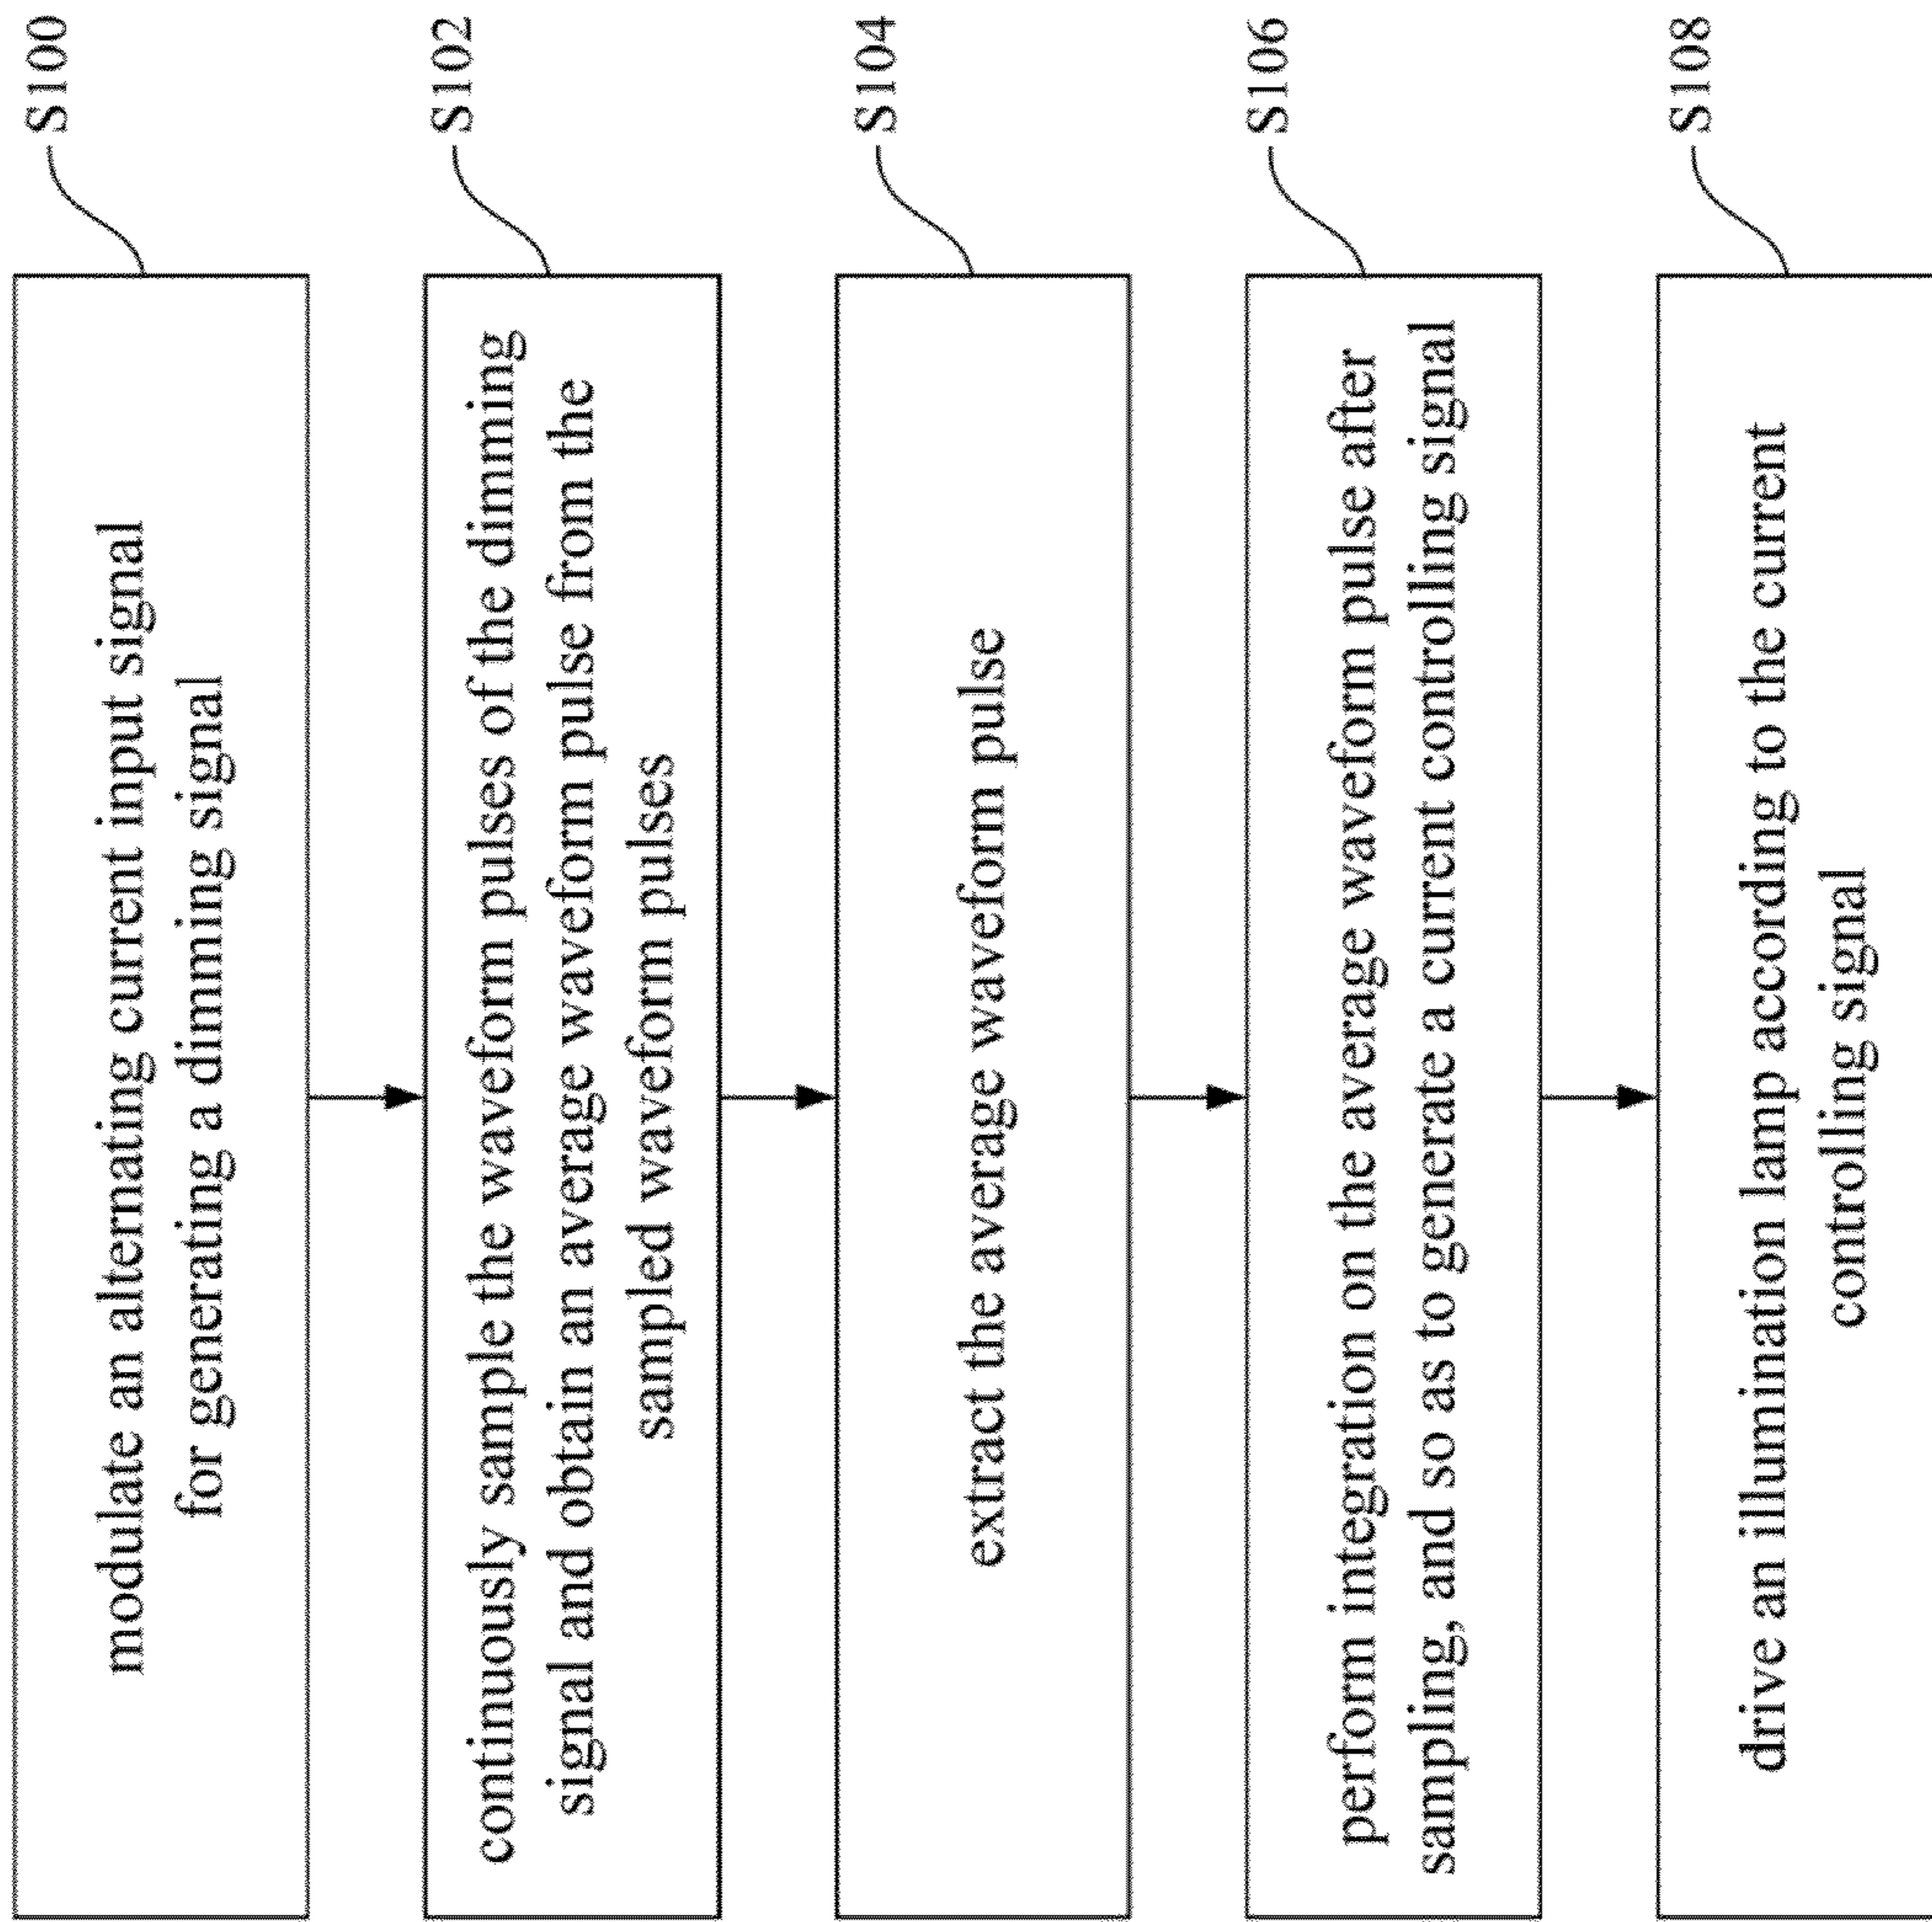 modulate an alternating current input signal
for generating a dimming signal
S100
continuously sample the waveform pulses of the dimming
signal and obtain an average waveform pulse from the
sampled waveform pulses
S102
extract the average waveform pulse
S104
perform integration on the average waveform pulse after
sampling, and so as to generate a current controlling signal
S106
drive an illumination lamp according to the current
controlling signal
S108